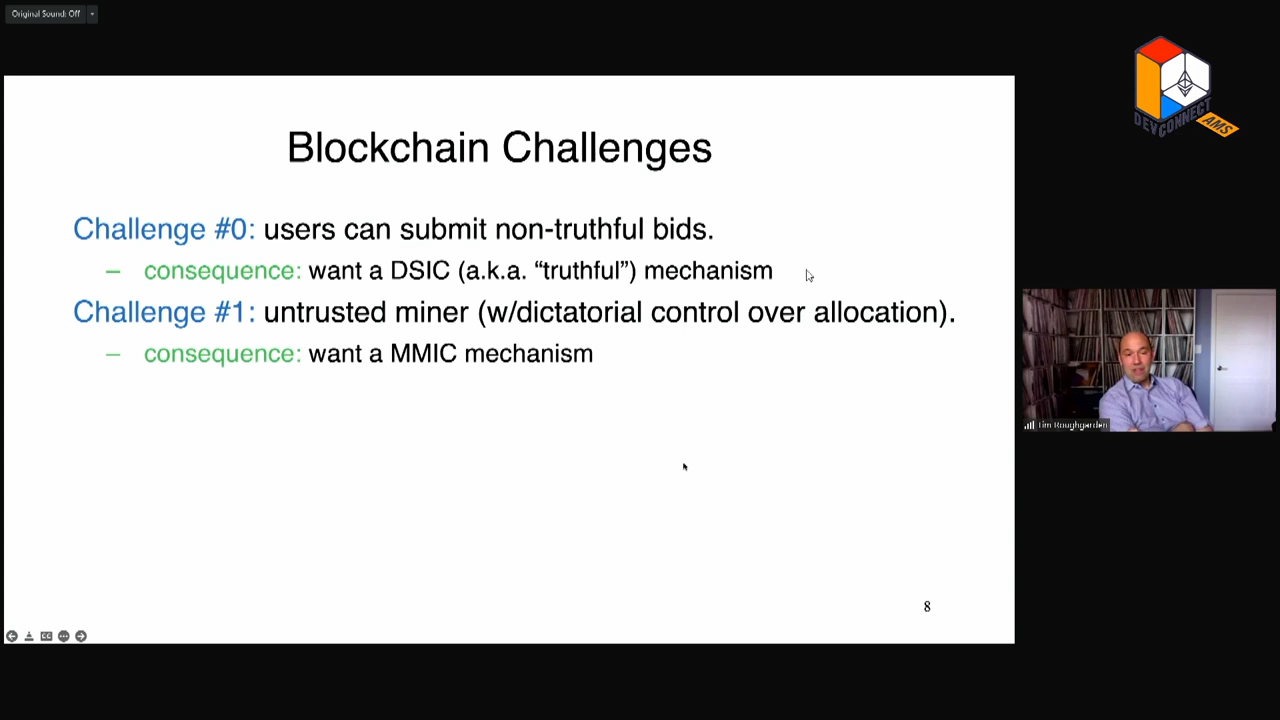 Original Sound: Off
DEVCONNECT
AMS
Blockchain Challenges
Challenge #0: users can submit non-truthful bids.
– consequence: want a DSIC (a.k.a. “truthful”) mechanism
Challenge #1: untrusted miner (w/dictatorial control over allocation).
– consequence: want a MMIC mechanism
Tim Roughgarden
8
CC